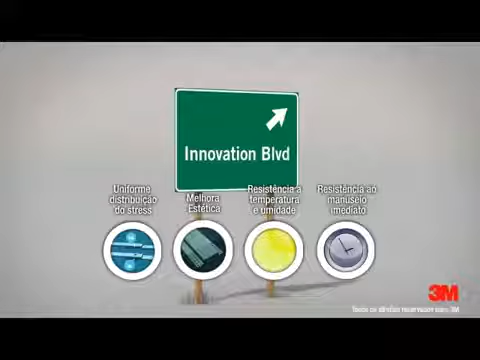 Innovation Blvd
Uniforme
distribuição
do stress
Melhora
Estética
Resistência a
temperatura
e umidade
Resistência ao
manuseio
imediato
3M